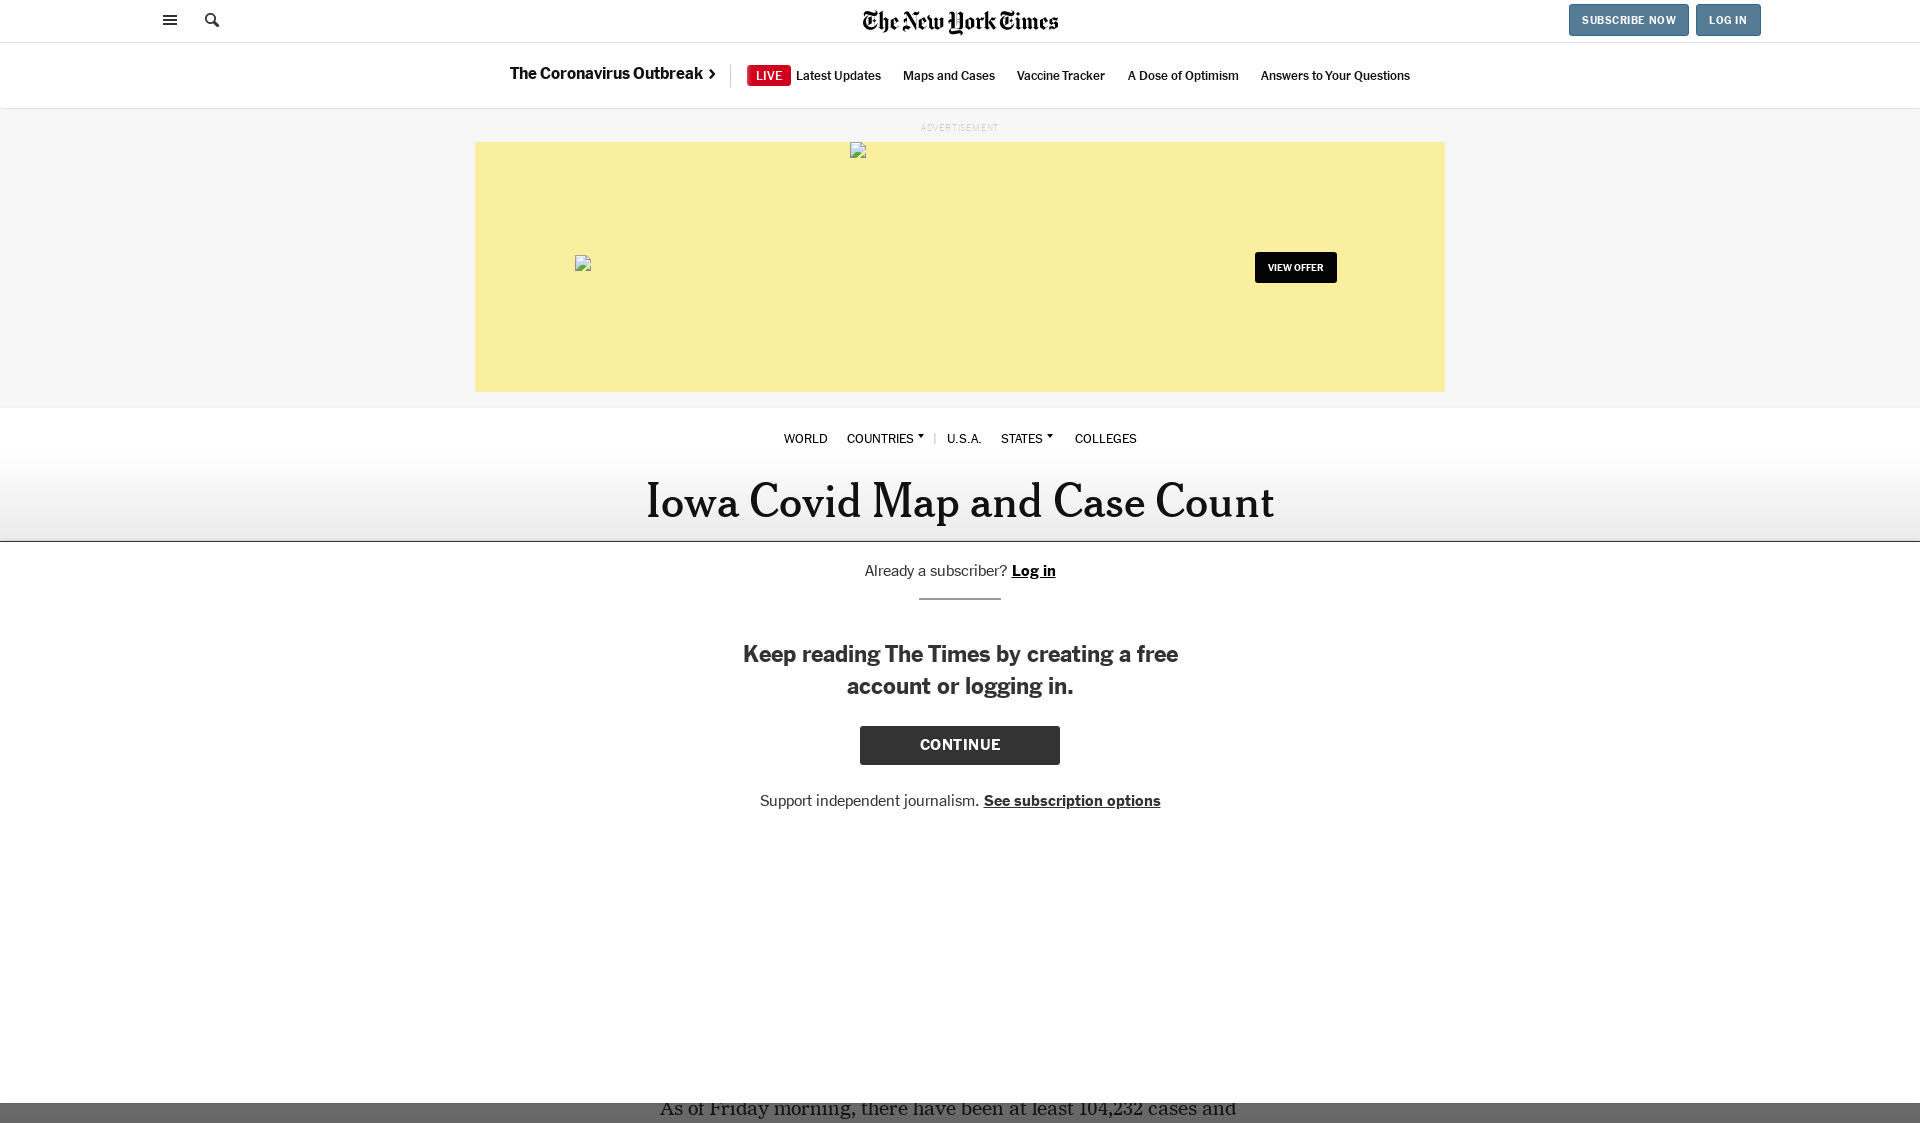 The New York Times
SUBSCRIBE NOW
LOG IN
The Coronavirus Outbreak ›
LIVE Latest Updates
Maps and Cases
Vaccine Tracker
A Dose of Optimism
Answers to Your Questions
ADVERTISEMENT
VIEW OFFER
WORLD
COUNTRIES
U.S.A.
STATES
COLLEGES
Iowa Covid Map and Case Count
Already a subscriber? Log in
Keep reading The Times by creating a free
account or logging in.
CONTINUE
Support independent journalism. See subscription options
As of Friday morning, there have been at least 104,232 cases and